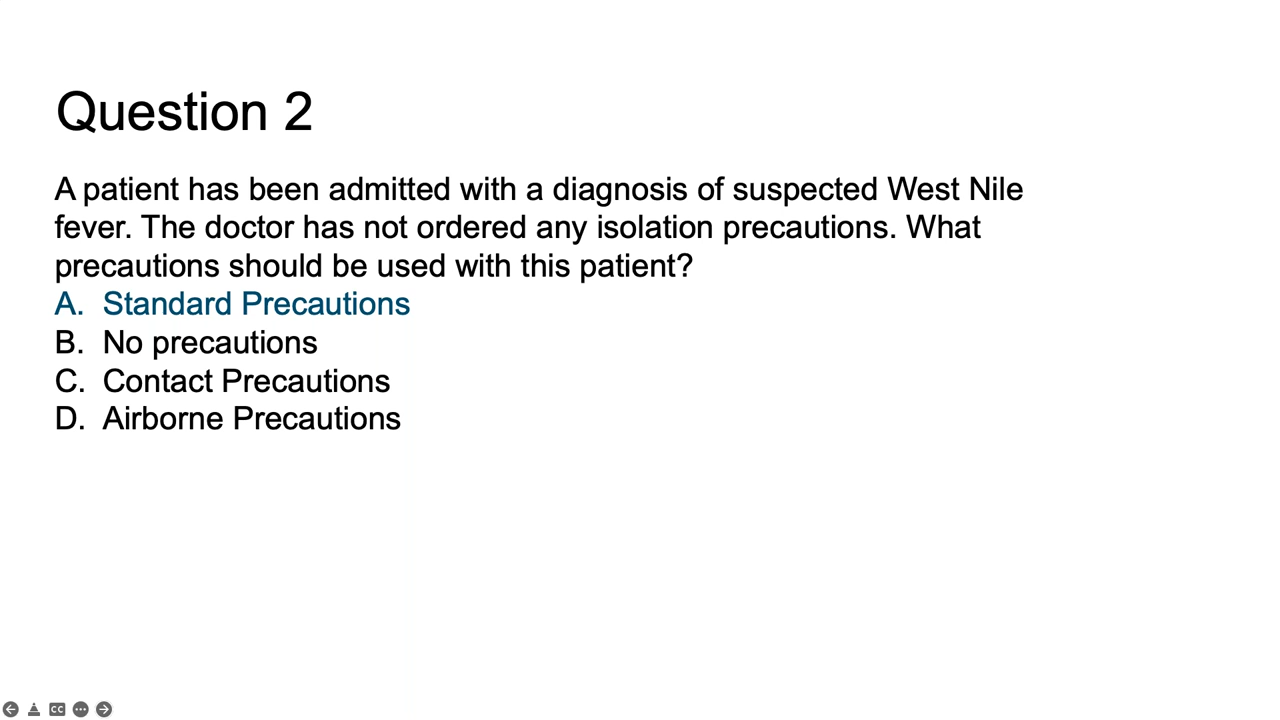 Question 2
A patient has been admitted with a diagnosis of suspected West Nile
fever. The doctor has not ordered any isolation precautions. What
precautions should be used with this patient?
A. Standard Precautions
B. No precautions
C. Contact Precautions
D. Airborne Precautions
CC